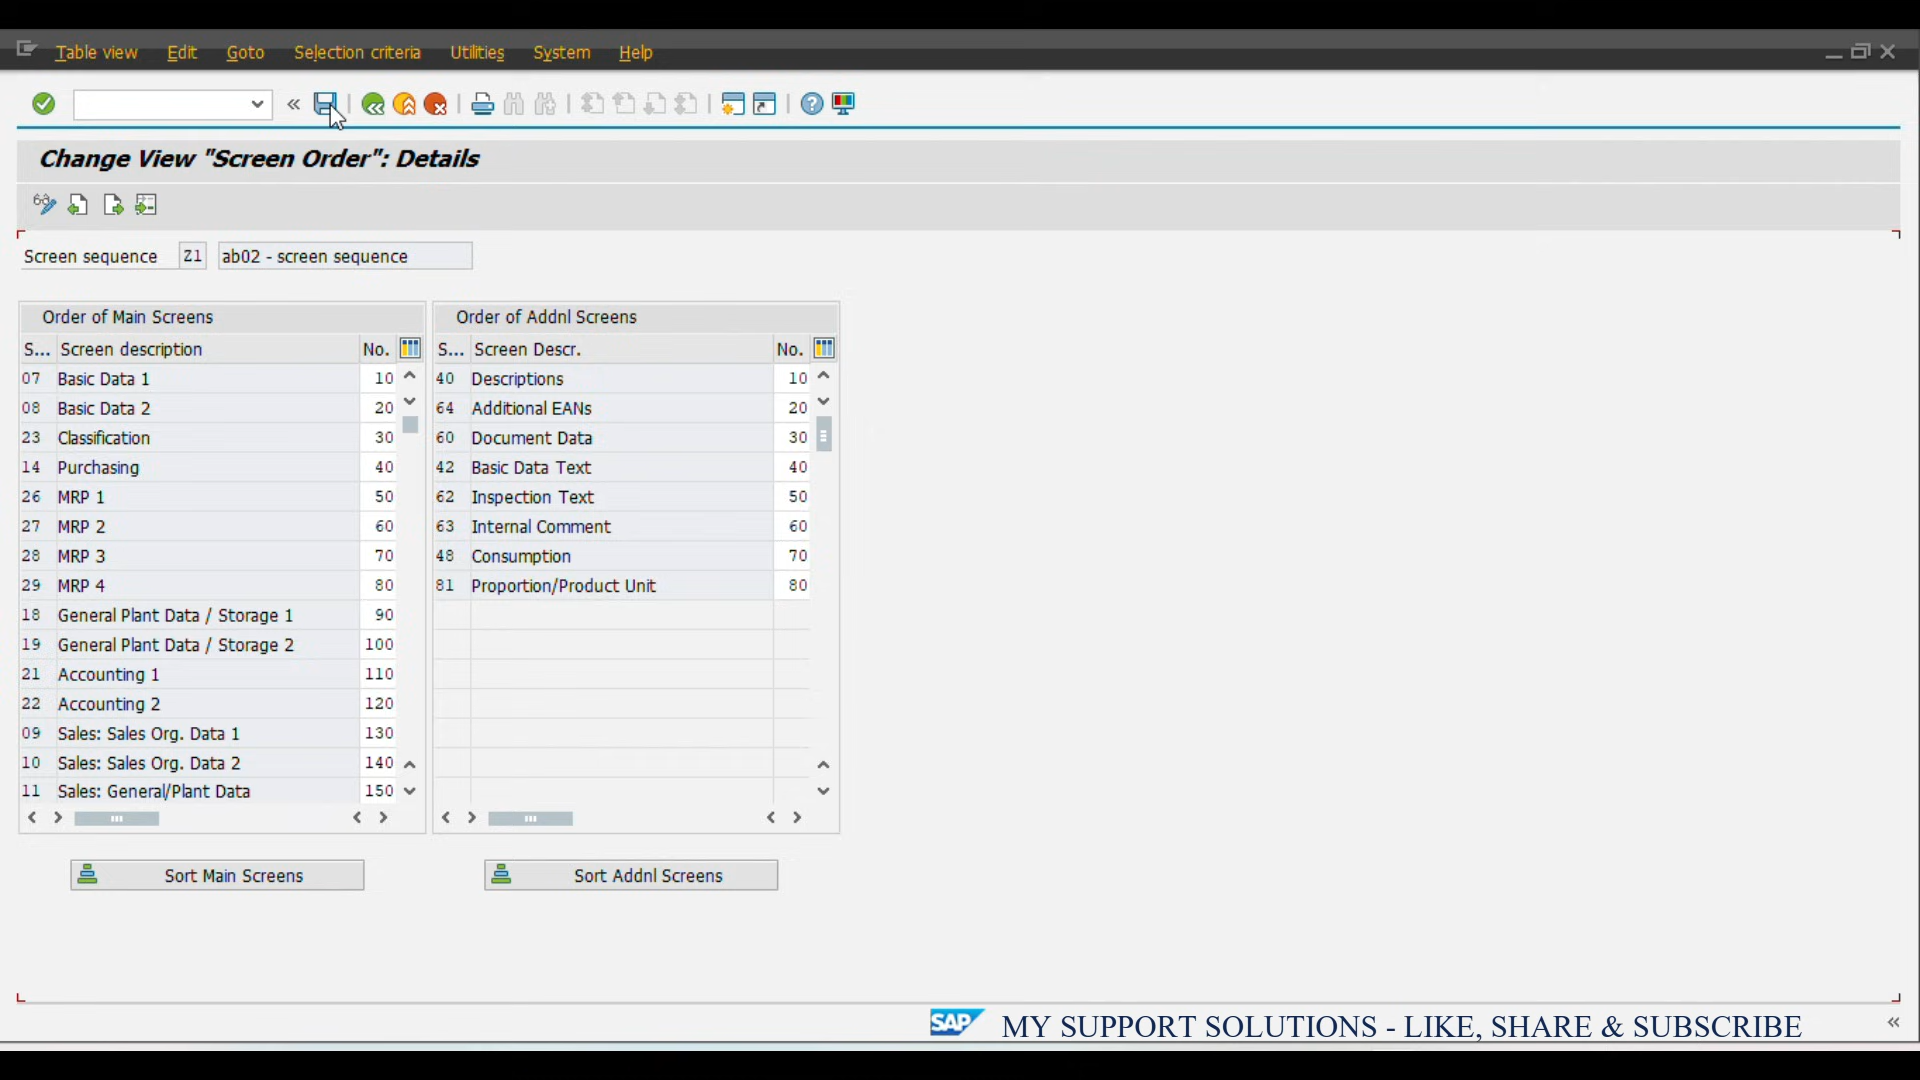 Table view Edit Goto Selection criteria Utilities System Help
Change View "Screen Order": Details
Screen sequence Z1 ab02 - screen sequence
Order of Main Screens
S... Screen description No.
07 Basic Data 1 10
08 Basic Data 2 20
23 Classification 30
14 Purchasing 40
26 MRP 1 50
27 MRP 2 60
28 MRP 3 70
29 MRP 4 80
18 General Plant Data / Storage 1 90
19 General Plant Data / Storage 2 100
21 Accounting 1 110
22 Accounting 2 120
09 Sales: Sales Org. Data 1 130
10 Sales: Sales Org. Data 2 140
11 Sales: General/Plant Data 150
Sort Main Screens
Order of Addnl Screens
S... Screen Descr. No.
40 Descriptions 10
64 Additional EANs 20
60 Document Data 30
42 Basic Data Text 40
62 Inspection Text 50
63 Internal Comment 60
48 Consumption 70
81 Proportion/Product Unit 80
Sort Addnl Screens
SAP MY SUPPORT SOLUTIONS - LIKE, SHARE & SUBSCRIBE